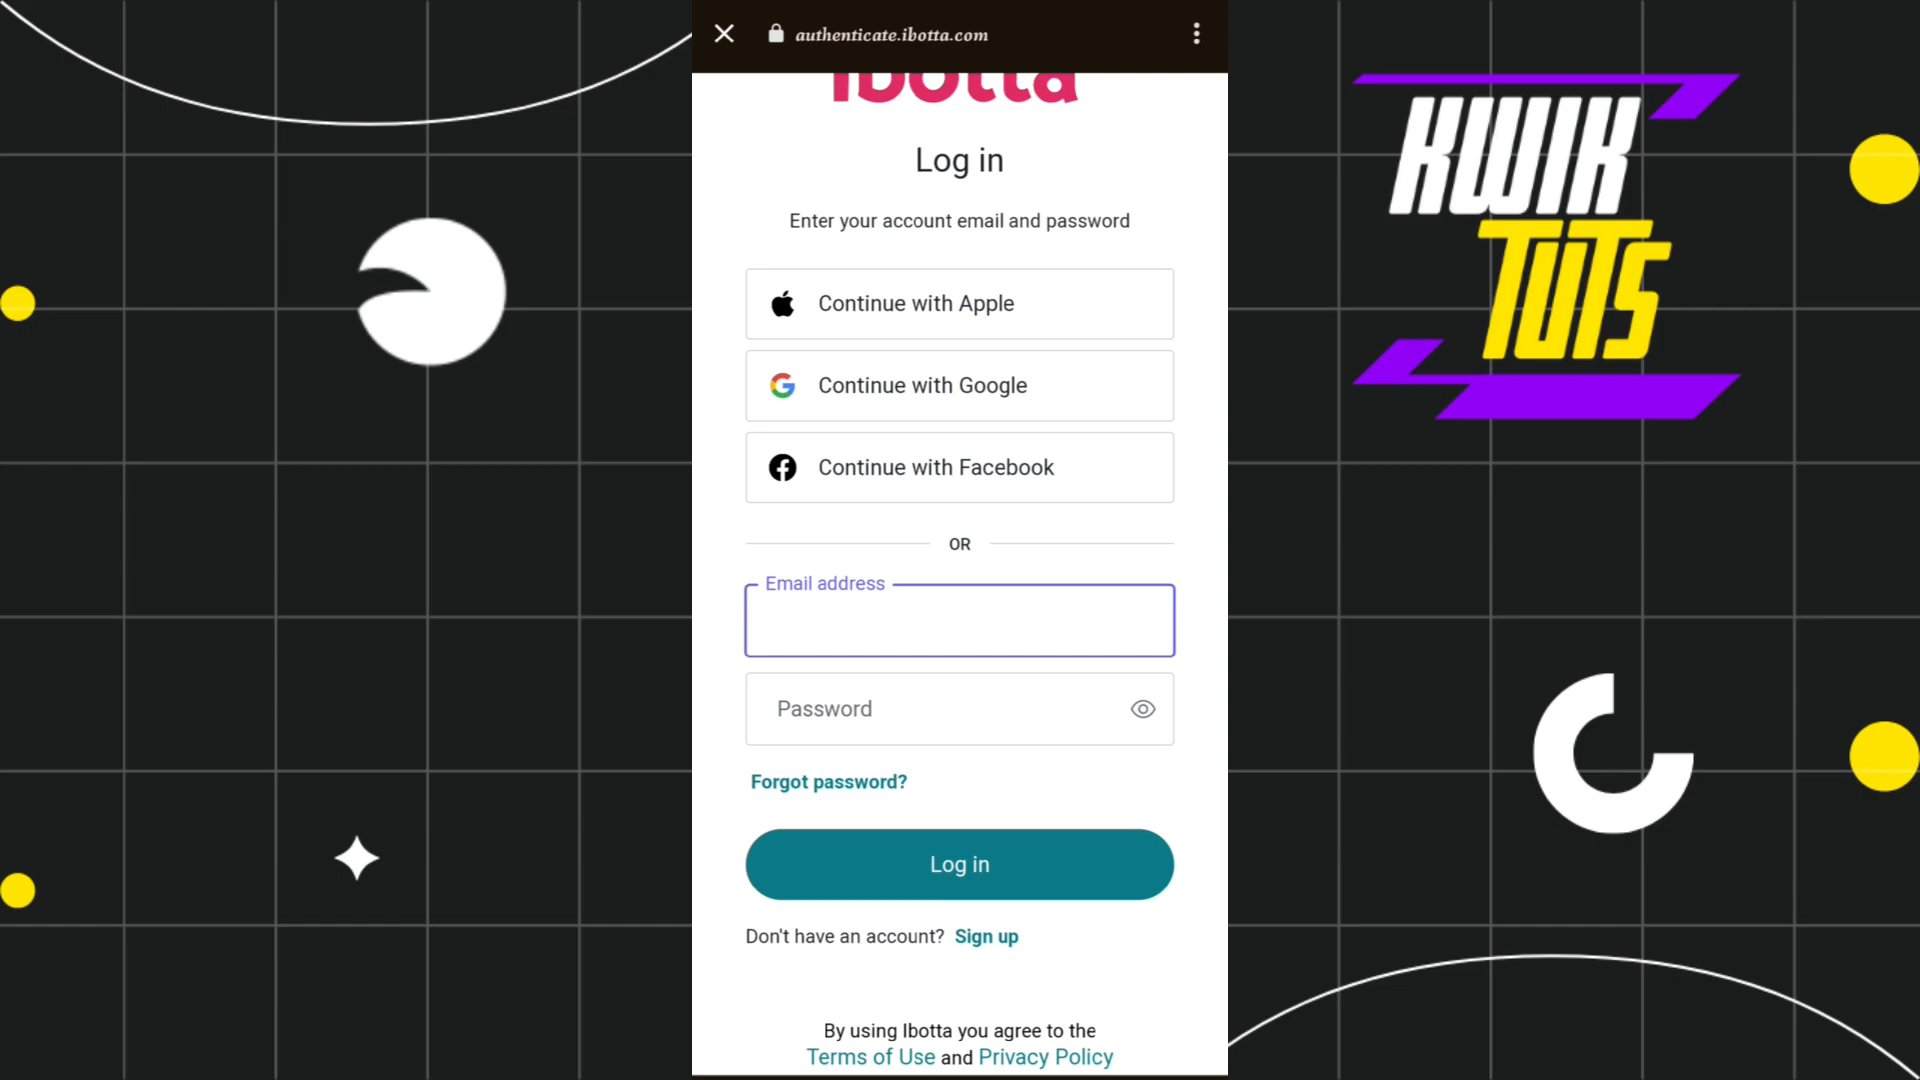 authenticate.ibotta.com
ibotta
Log in
Enter your account email and password
Continue with Apple
Continue with Google
Continue with Facebook
OR
Email address
Password
Forgot password?
Log in
Don't have an account? Sign up
By using Ibotta you agree to the
Terms of Use and Privacy Policy
KWIK
TUTS